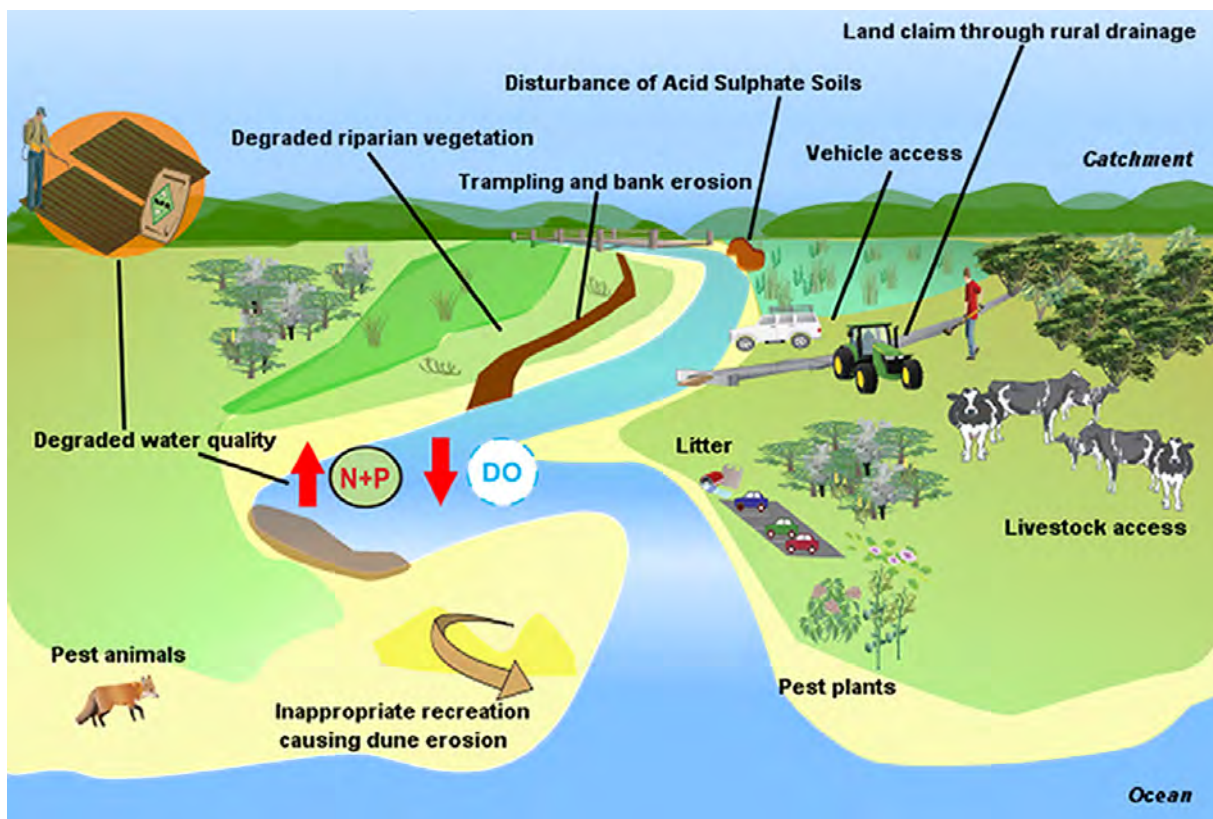 Land claim through rural drainage
Disturbance of Acid Sulphate Soils
Degraded riparian vegetation
Vehicle access
Catchment
Trampling and bank erosion
Degraded water quality
N+P
DO
Litter
Livestock access
Pest animals
Pest plants
Inappropriate recreation
causing dune erosion
Ocean